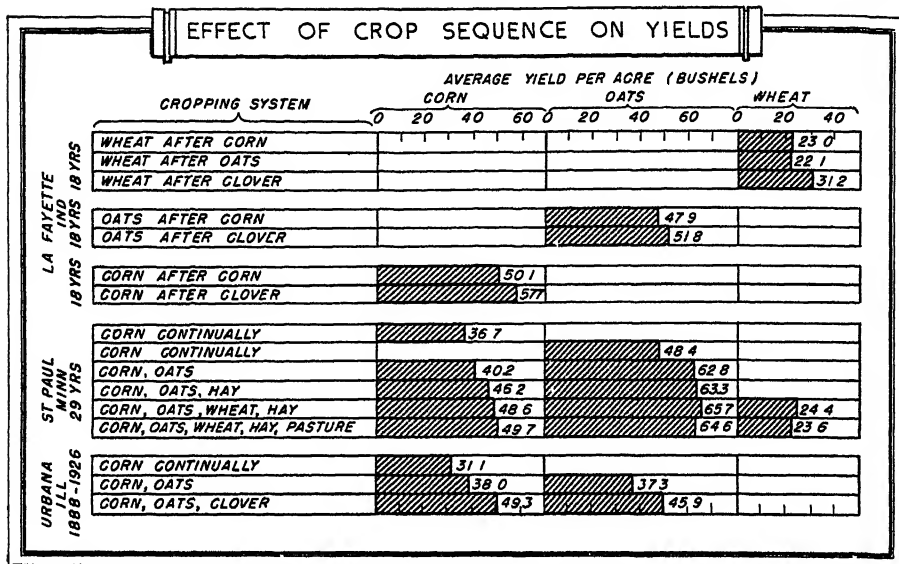 EFFECT OF CROP SEQUENCE ON YIELDS
AVERAGE YIELD PER ACRE (BUSHELS)
CROPPING SYSTEM CORN OATS WHEAT
0 20 40 60 0 20 40 60 0 20 40
LA FAYETTE IND
18 YRS
WHEAT AFTER CORN 23 0
WHEAT AFTER OATS 22 1
WHEAT AFTER CLOVER 31 2
18 YRS
OATS AFTER CORN 47 9
OATS AFTER CLOVER 51 8
18 YRS
CORN AFTER CORN 50 1
CORN AFTER CLOVER 577
ST PAUL MINN 29 YRS
CORN CONTINUALLY 36 7
CORN CONTINUALLY 48 4
CORN, OATS 40.2 62 8
CORN, OATS, HAY 46.2 63.3
CORN, OATS, WHEAT, HAY 48 6 65 7 24 4
CORN, OATS, WHEAT, HAY, PASTURE 49 7 64 6 23 6
URBANA ILL 1888-1926
CORN CONTINUALLY 31 1
CORN, OATS 38 0 37 3
CORN, OATS, CLOVER 49.3 45.9